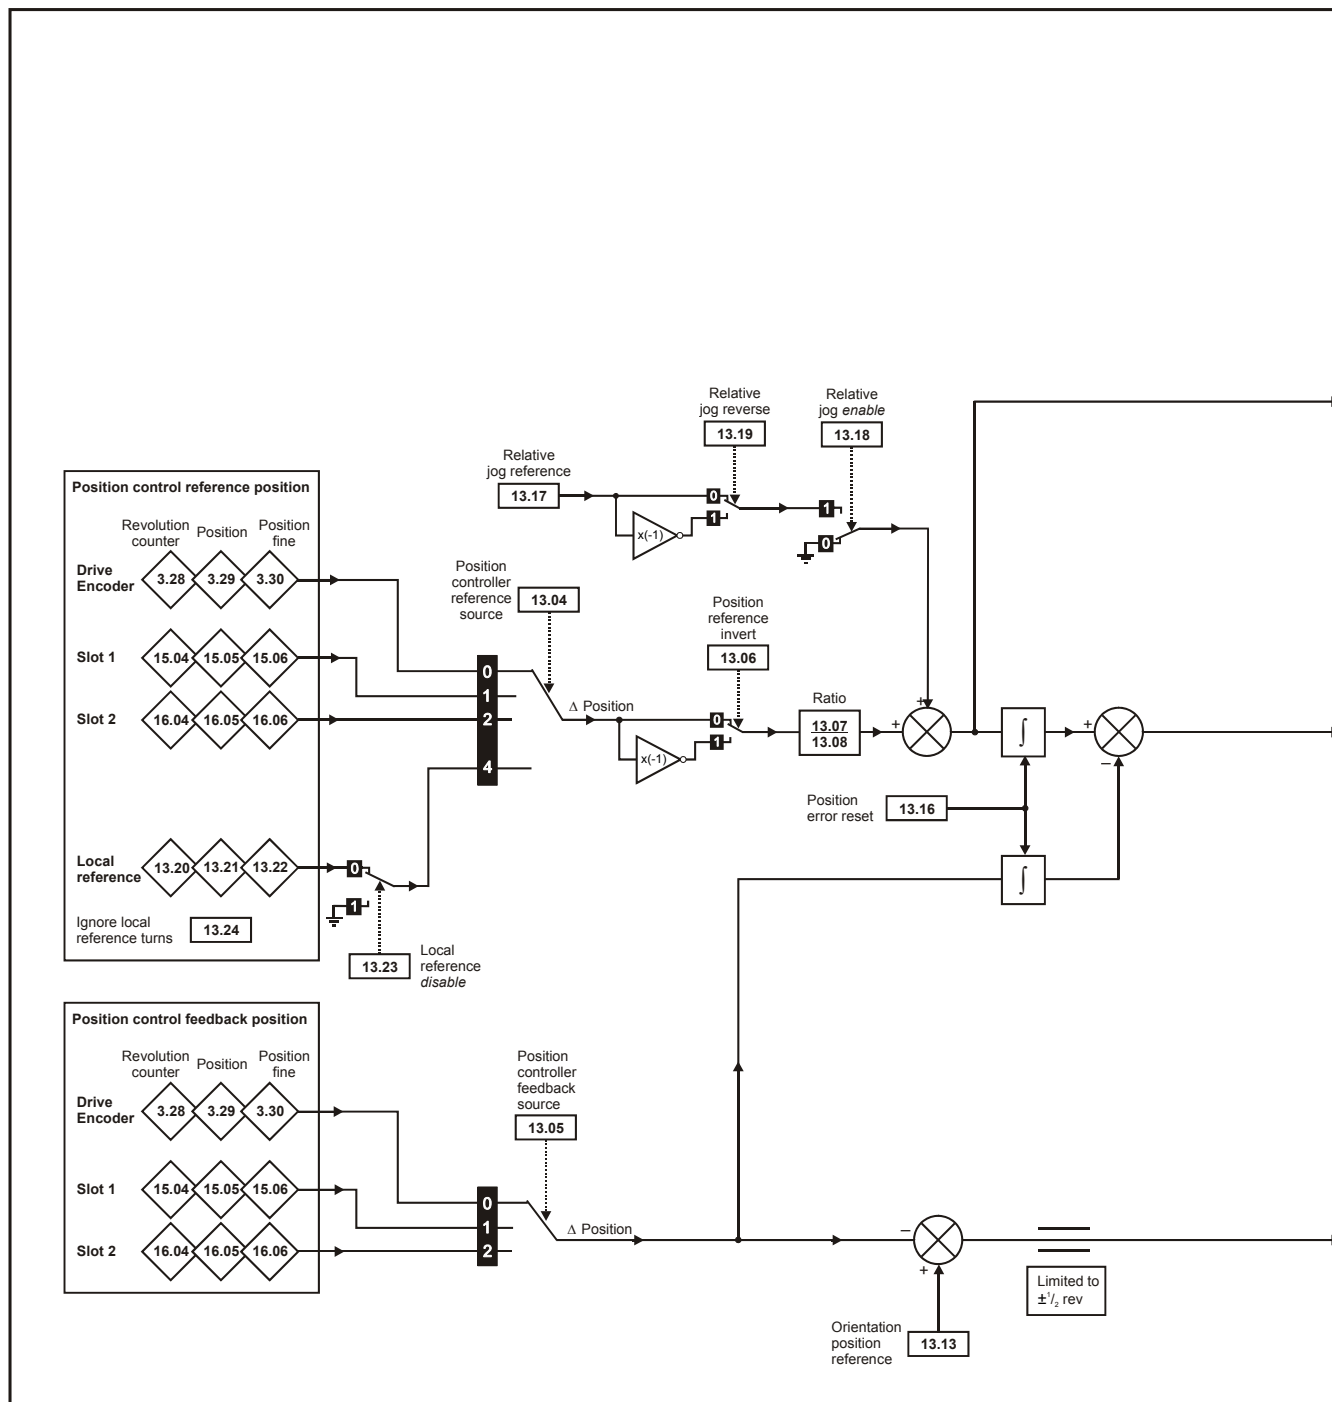 Relative
jog reverse
13.19
Relative
jog enable
13.18
Relative
jog reference
13.17
0
1
x(-1)
1
0
Position control reference position
Revolution
counter
Position
Position
fine
Drive
Encoder
3.28
3.29
3.30
Slot 1
15.04
15.05
15.06
Slot 2
16.04
16.05
16.06
Local
reference
13.20
13.21
13.22
Ignore local
reference turns
13.24
0
1
13.23
Local
reference
disable
Position
controller
reference
source
13.04
0
1
2
4
Δ Position
x(-1)
Position
reference
invert
13.06
0
1
Ratio
13.07
13.08
+
+
∫
+
−
Position
error reset
13.16
∫
Position control feedback position
Revolution
counter
Position
Position
fine
Drive
Encoder
3.28
3.29
3.30
Slot 1
15.04
15.05
15.06
Slot 2
16.04
16.05
16.06
Position
controller
feedback
source
13.05
0
1
2
Δ Position
−
+
Limited to
±1/2 rev
Orientation
position
reference
13.13